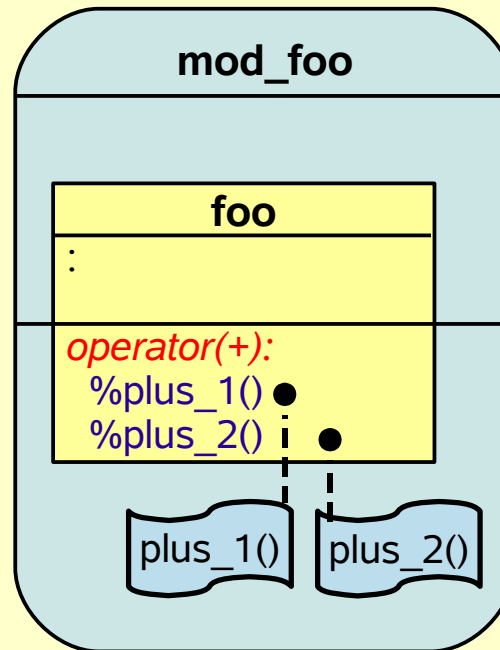 mod_foo
foo
:
operator(+):
%plus_1()
%plus_2()
plus_1()
plus_2()